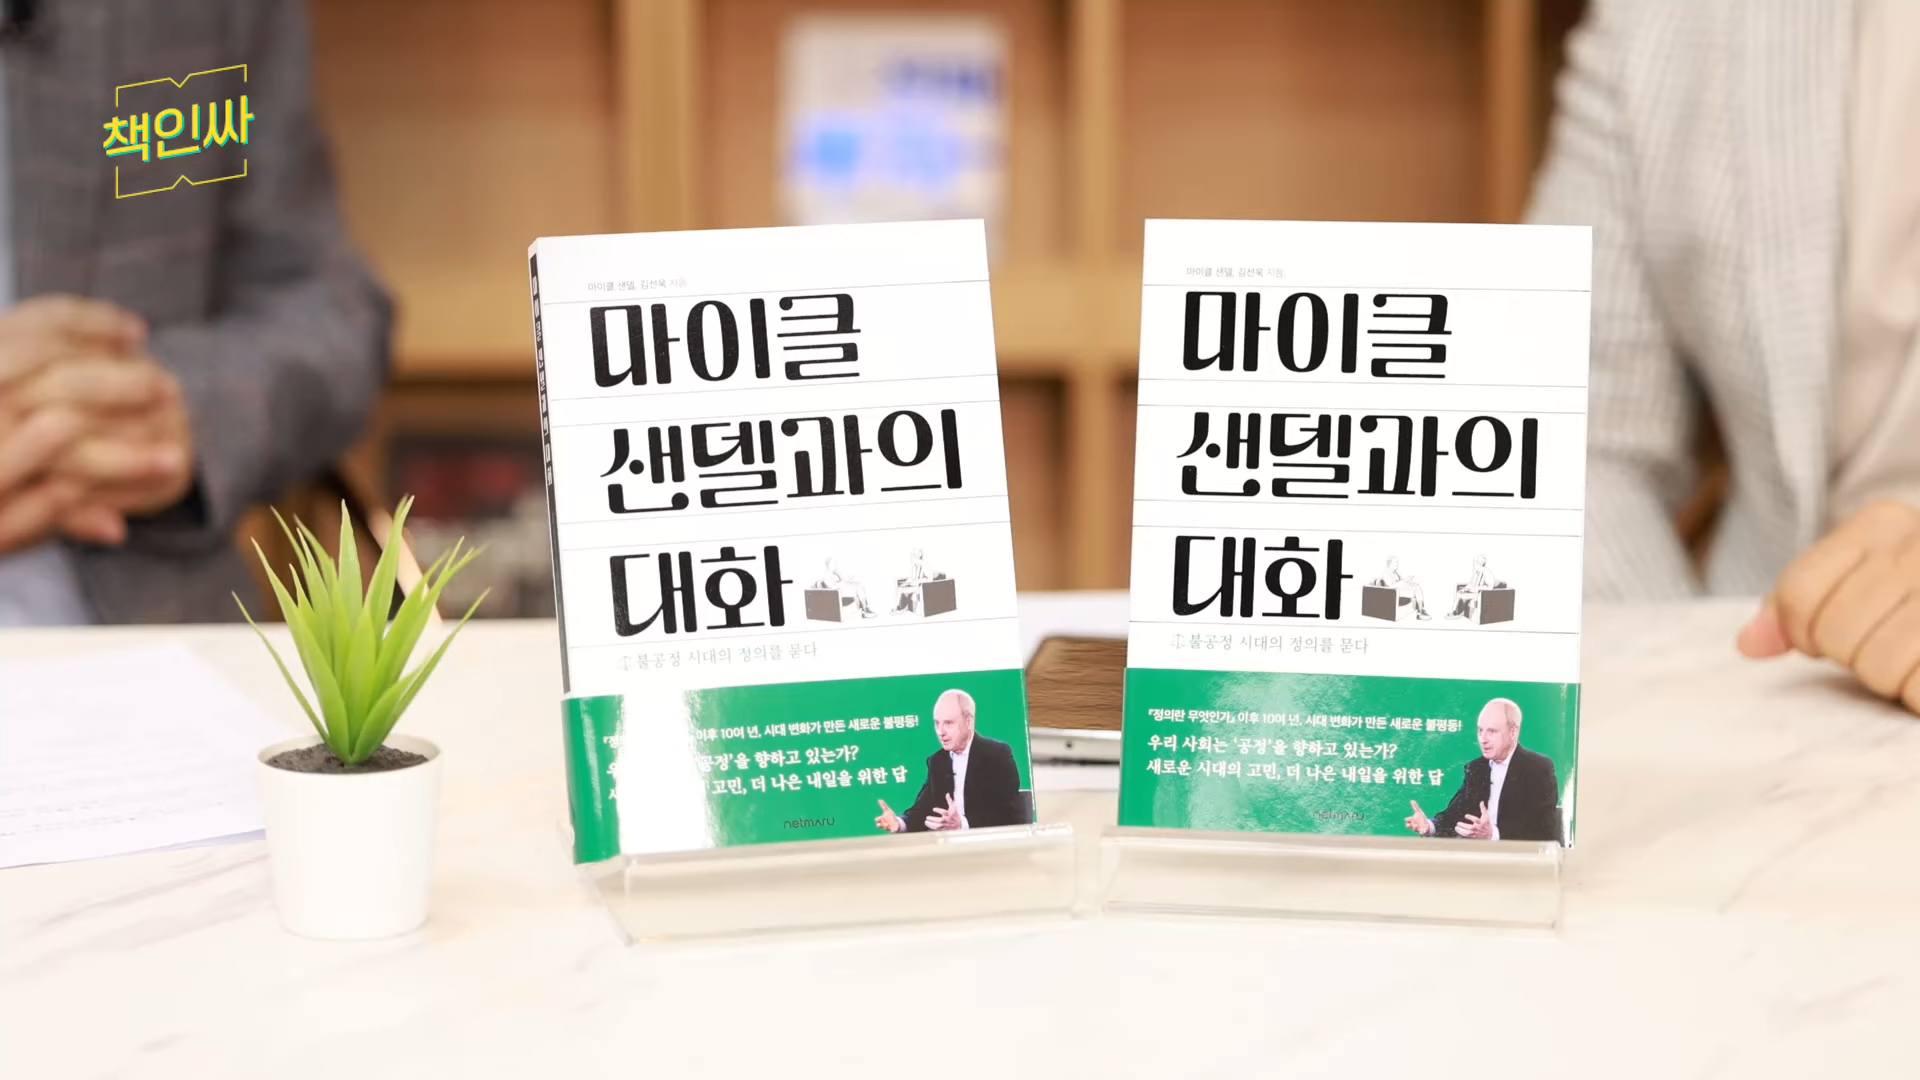 책인싸
마이클 샌델, 김선욱 지음
마이클
샌델과의
대화
불공정 시대의 정의를 묻다
이후 10여 년, 시대 변화가 만든 새로운 불평등!
공정'을 향하고 있는가?
고민, 더 나은 내일을 위한 답
netmaru
마이클 샌델, 김선욱 지음
마이클
샌델과의
대화
불공정 시대의 정의를 묻다
『정의란 무엇인가』 이후 10여 년, 시대 변화가 만든 새로운 불평등!
우리 사회는 '공정'을 향하고 있는가?
새로운 시대의 고민, 더 나은 내일을 위한 답
netmaru